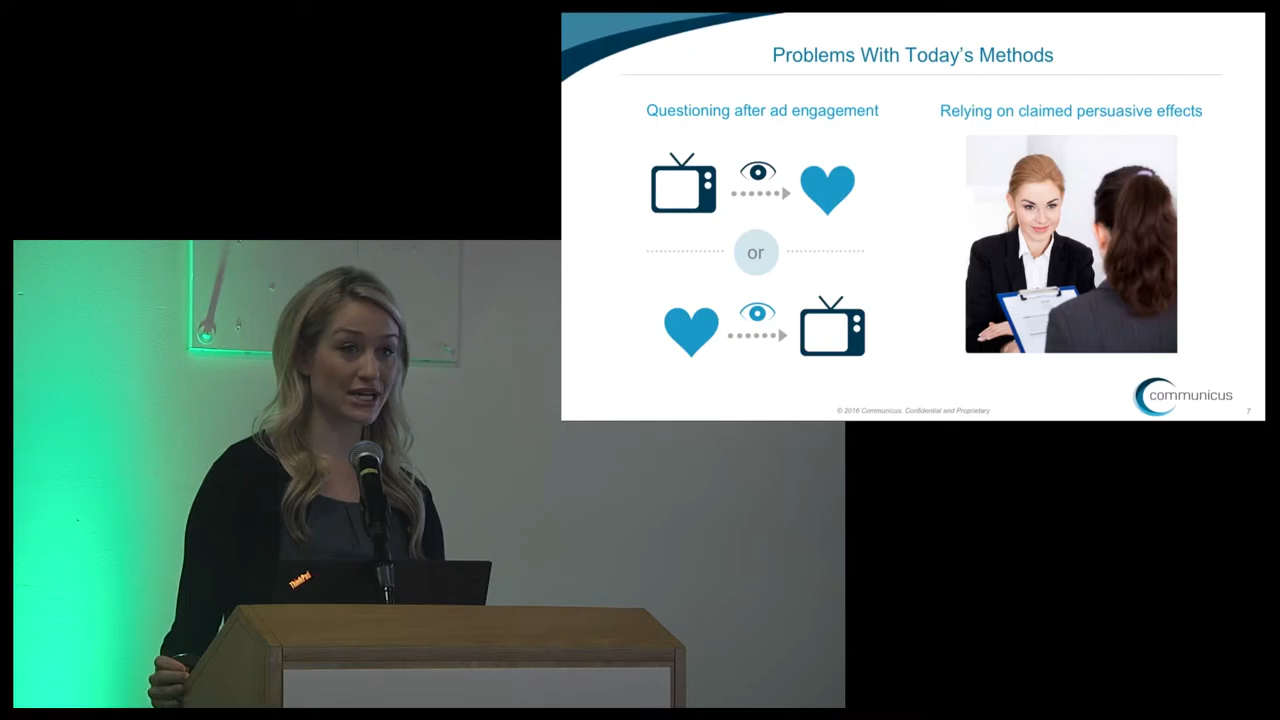 Problems With Today's Methods
Questioning after ad engagement
Relying on claimed persuasive effects
or
communicus
© 2016 Communicus. Confidential and Proprietary
7
ThinkPad